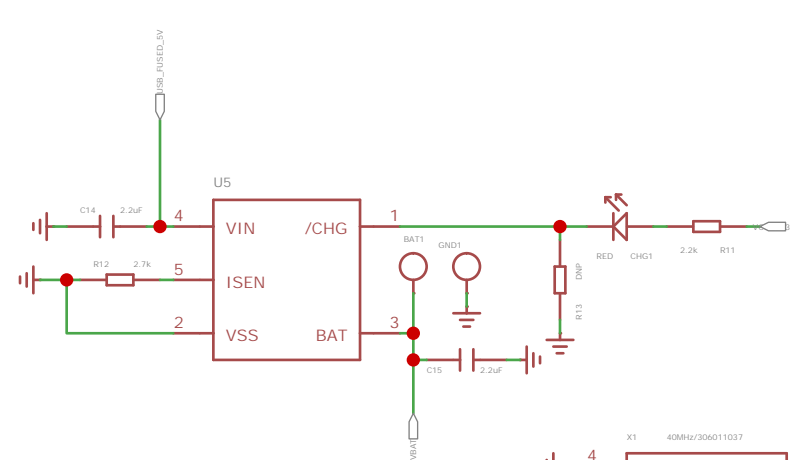 USB_FUSED_5V
U5
C14
2.2uF
4
VIN
/CHG
1
R12
2.7k
5
ISEN
2
VSS
BAT
3
BAT1
GND1
RED
CHG1
2.2k
R11
DNP
R13
C15
2.2uF
VBAT
X1
40MHz/306011037
4